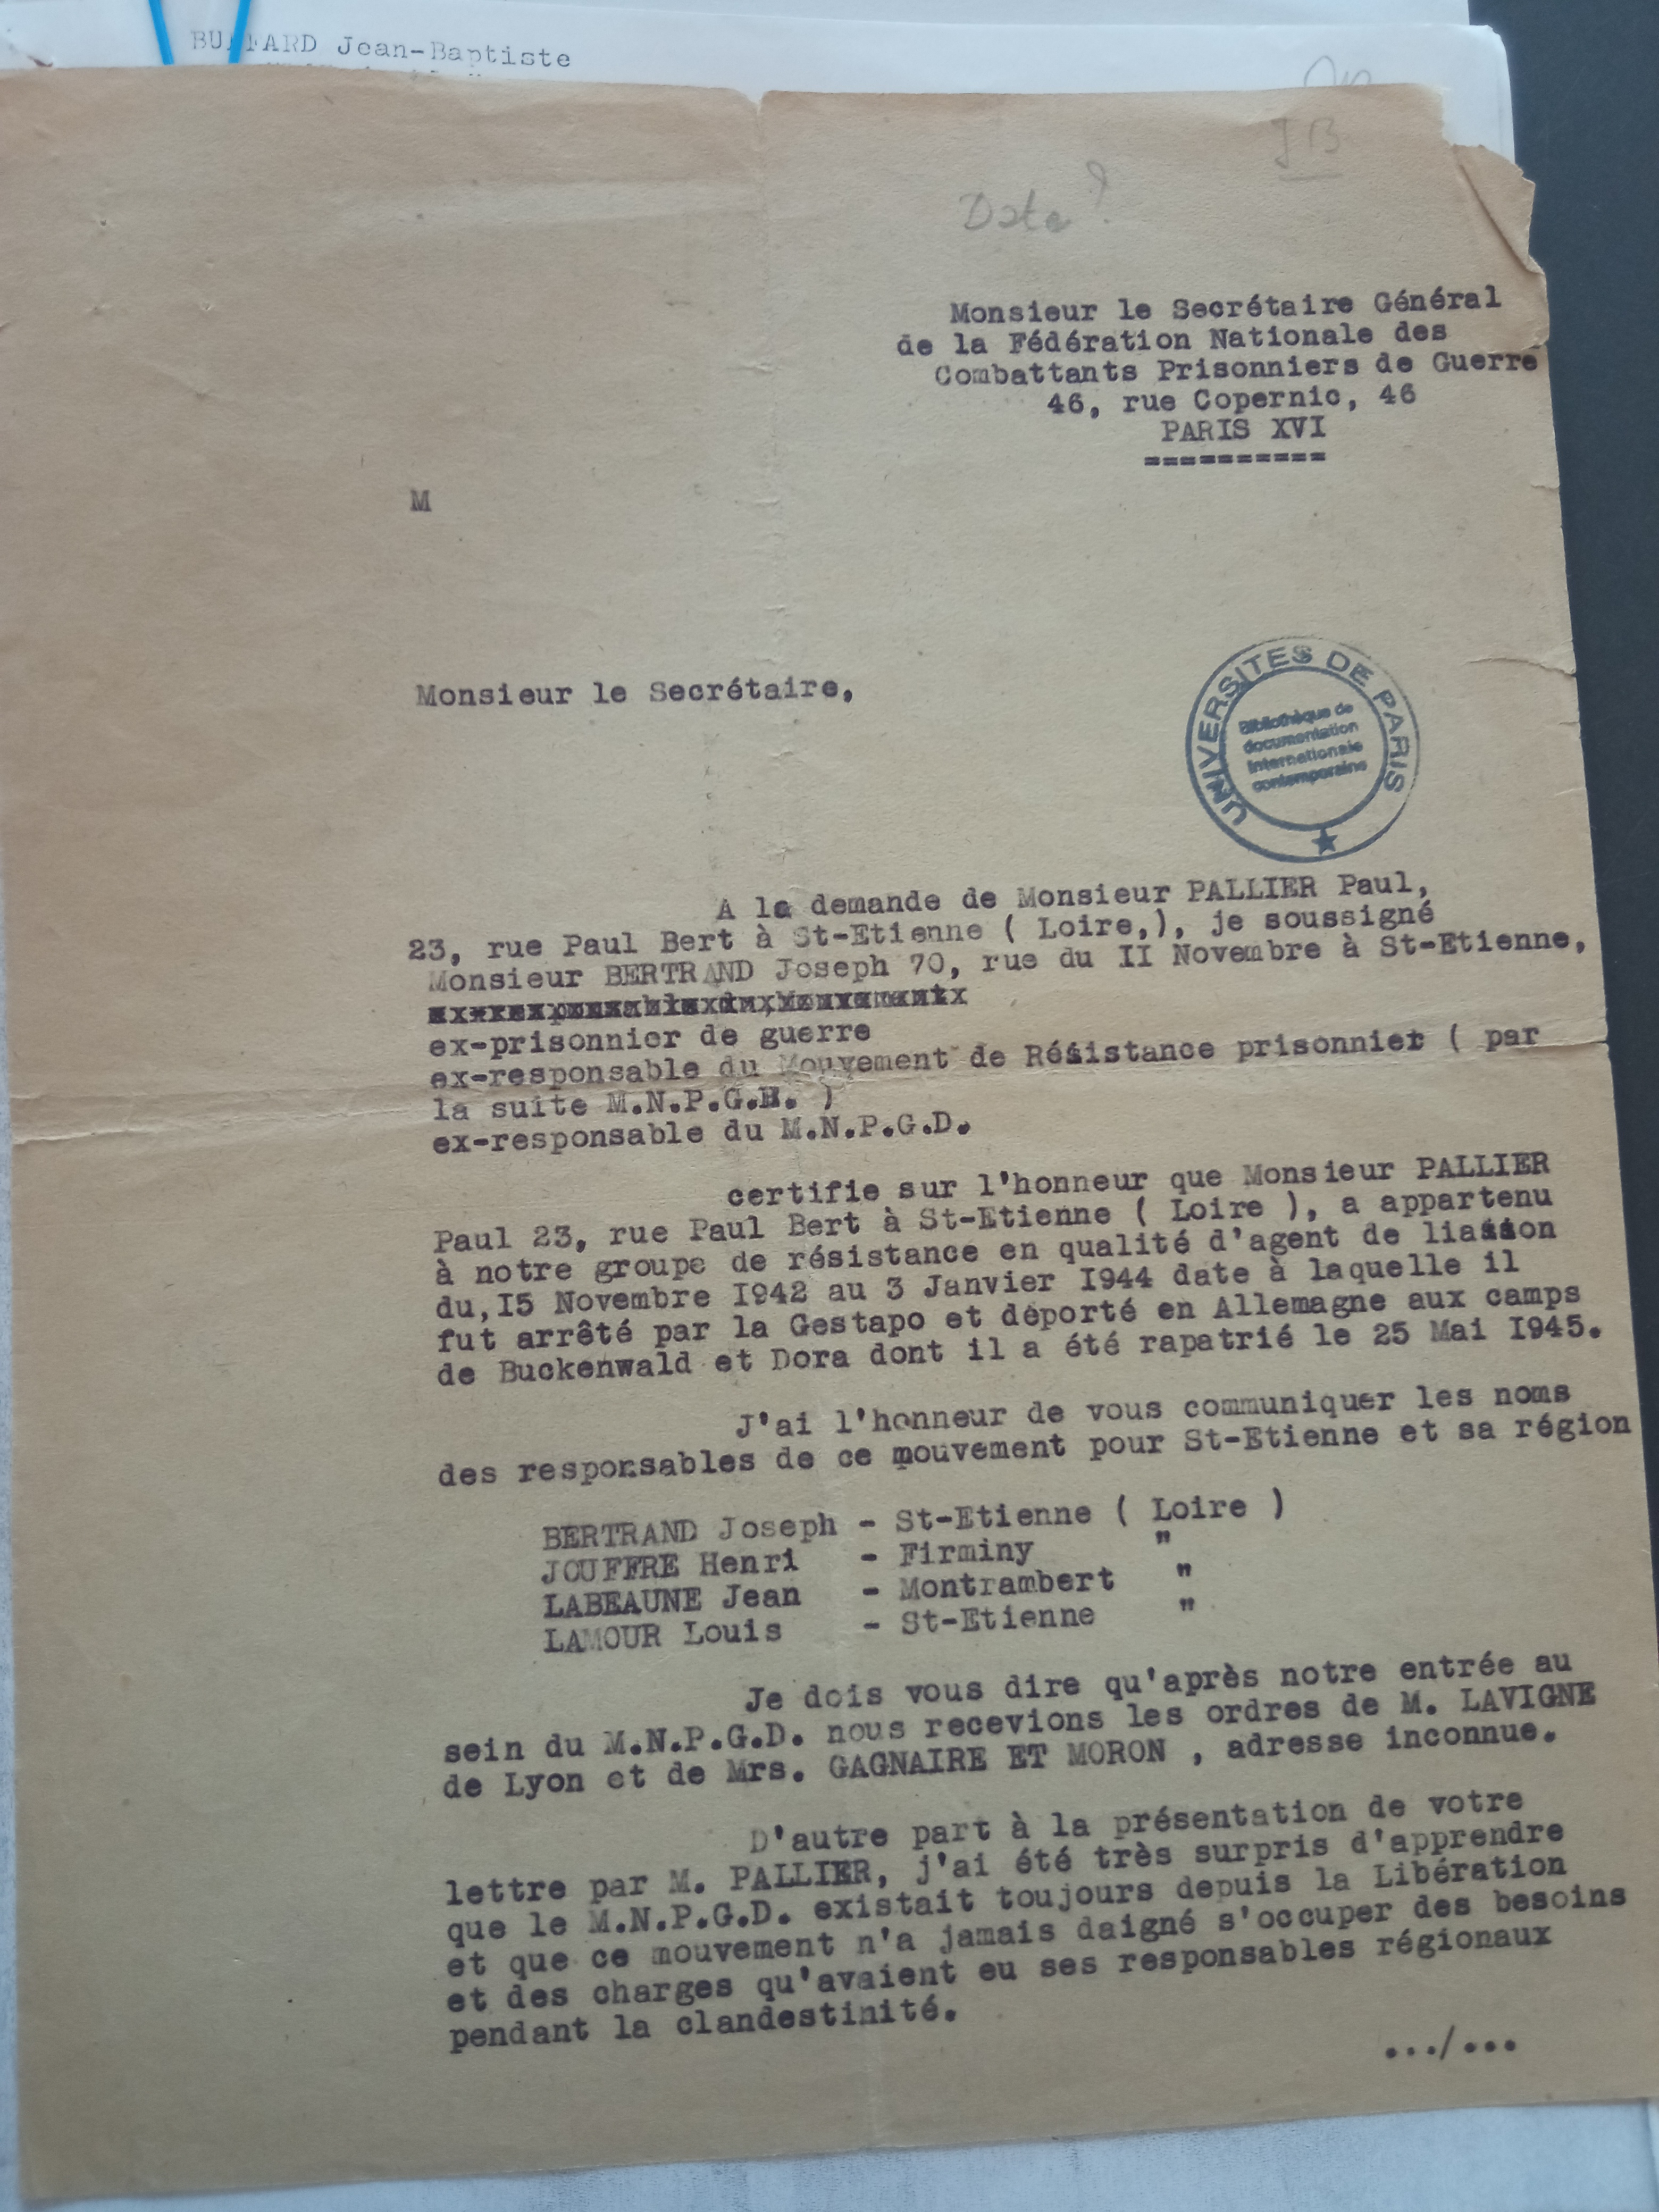 BUFFARD Jean-Baptiste
JB
Date ?
Monsieur le Secrétaire Général
de la Fédération Nationale des
Combattants Prisonniers de Guerre
46, rue Copernic, 46
PARIS XVI
==========
M
Monsieur le Secrétaire,
UNIVERSITES DE PARIS
Bibliothèque de
documentation
internationale
contemporaine
A la demande de Monsieur PALLIER Paul,
23, rue Paul Bert à St-Etienne ( Loire,), je soussigné
Monsieur BERTRAND Joseph 70, rue du II Novembre à St-Etienne,
ex-prisonnier de guerre
ex-responsable du Mouvement de Résistance prisonnier ( par
la suite M.N.P.G.H. )
ex-responsable du M.N.P.G.D.
certifie sur l'honneur que Monsieur PALLIER
Paul 23, rue Paul Bert à St-Etienne ( Loire ), a appartenu
à notre groupe de résistance en qualité d'agent de liaison
du,I5 Novembre I942 au 3 Janvier I944 date à laquelle il
fut arrêté par la Gestapo et déporté en Allemagne aux camps
de Buckenwald et Dora dont il a été rapatrié le 25 Mai I945.
J'ai l'honneur de vous communiquer les noms
des responsables de ce mouvement pour St-Etienne et sa région
BERTRAND Joseph - St-Etienne ( Loire )
JOUFFRE Henri - Firminy "
LABEAUNE Jean - Montrambert "
LAMOUR Louis - St-Etienne "
Je dois vous dire qu'après notre entrée au
sein du M.N.P.G.D. nous recevions les ordres de M. LAVIGNE
de Lyon et de Mrs. GAGNAIRE ET MORON , adresse inconnue.
D'autre part à la présentation de votre
lettre par M. PALLIER, j'ai été très surpris d'apprendre
que le M.N.P.G.D. existait toujours depuis la Libération
et que ce mouvement n'a jamais daigné s'occuper des besoins
et des charges qu'avaient eu ses responsables régionaux
pendant la clandestinité.
.../...